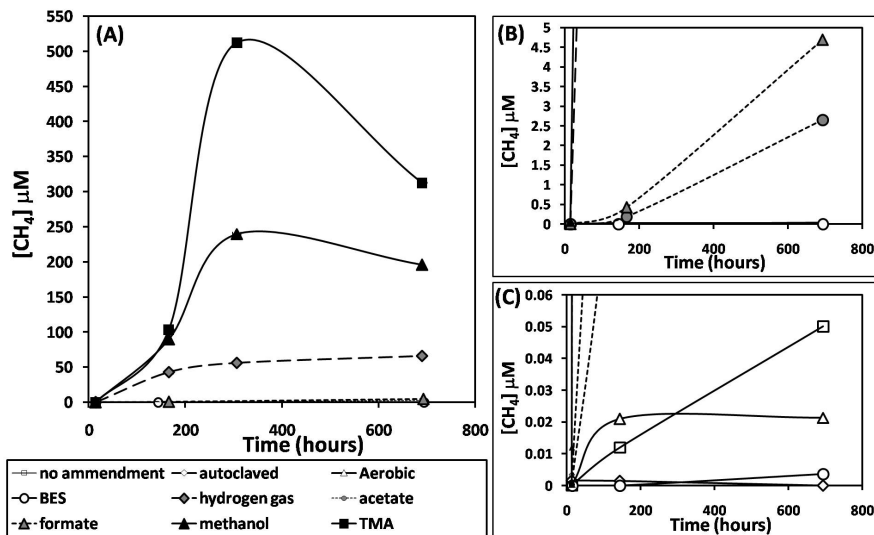 (A)
550
500
450
400
350
300
250
200
150
100
50
0
[CH4] μM
0 200 400 600 800
Time (hours)
no ammendment autoclaved Aerobic
BES hydrogen gas acetate
formate methanol TMA
(B)
5
4.5
4
3.5
3
2.5
2
1.5
1
0.5
0
[CH4] μM
0 200 400 600 800
Time (hours)
(C)
0.06
0.05
0.04
0.03
0.02
0.01
0
[CH4] μM
0 200 400 600 800
Time (hours)